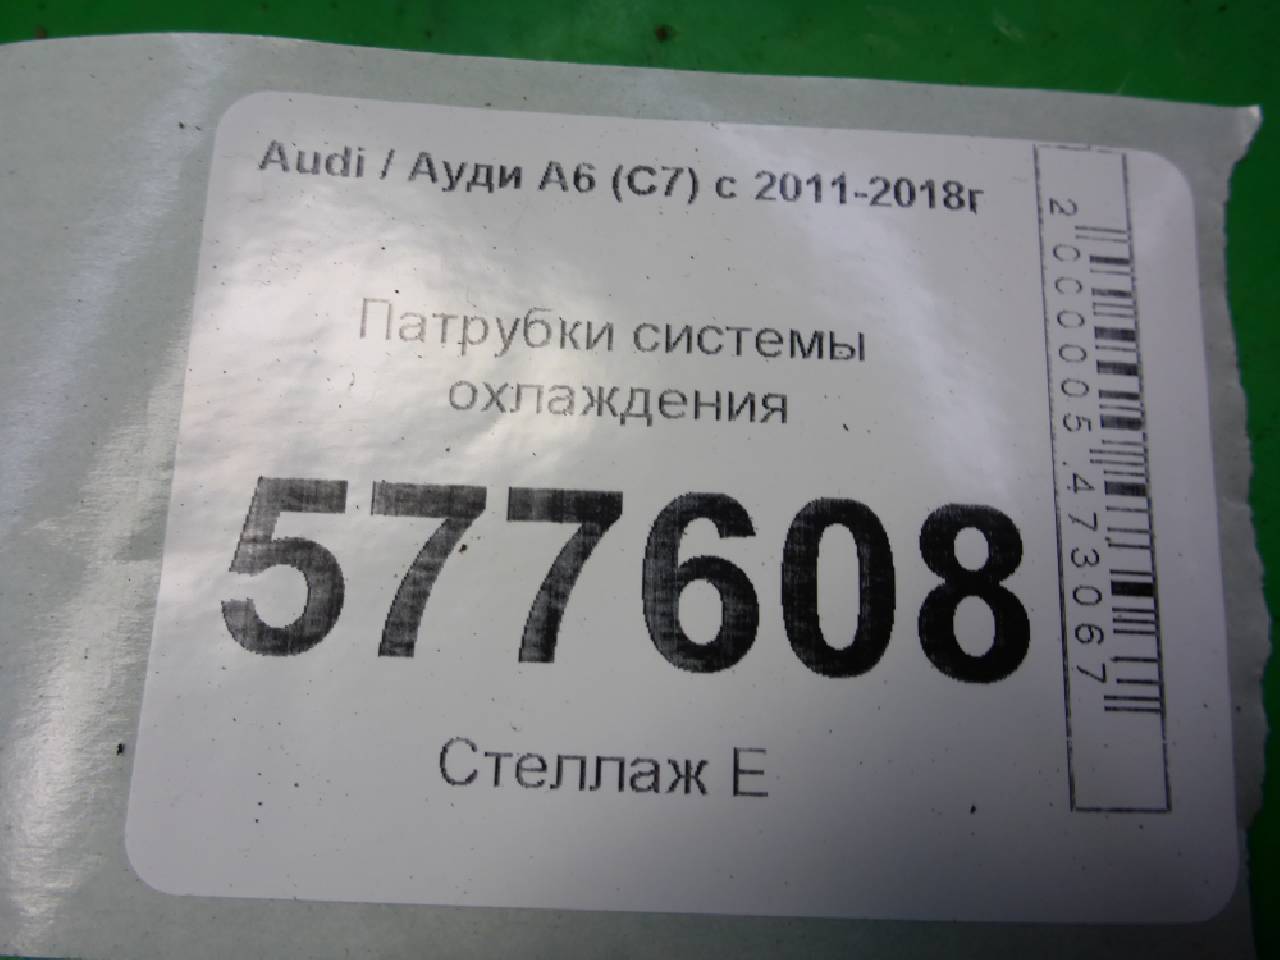 Audi / Ауди А6 (С7) с 2011-2018г
Патрубки системы
охлаждения
577608
Стеллаж Е
2000005473067